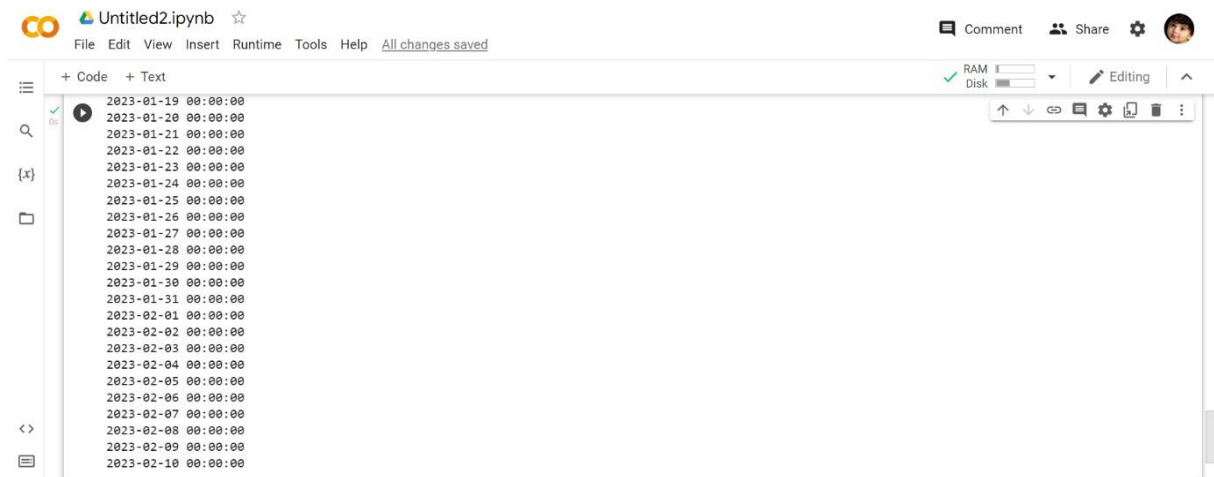 Untitled2.ipynb
Comment Share
File Edit View Insert Runtime Tools Help All changes saved
+ Code + Text
RAM
Disk
Editing
2023-01-19 00:00:00
0s
2023-01-20 00:00:00
2023-01-21 00:00:00
2023-01-22 00:00:00
2023-01-23 00:00:00
{x}
2023-01-24 00:00:00
2023-01-25 00:00:00
2023-01-26 00:00:00
2023-01-27 00:00:00
2023-01-28 00:00:00
2023-01-29 00:00:00
2023-01-30 00:00:00
2023-01-31 00:00:00
2023-02-01 00:00:00
2023-02-02 00:00:00
2023-02-03 00:00:00
2023-02-04 00:00:00
2023-02-05 00:00:00
2023-02-06 00:00:00
2023-02-07 00:00:00
2023-02-08 00:00:00
2023-02-09 00:00:00
2023-02-10 00:00:00